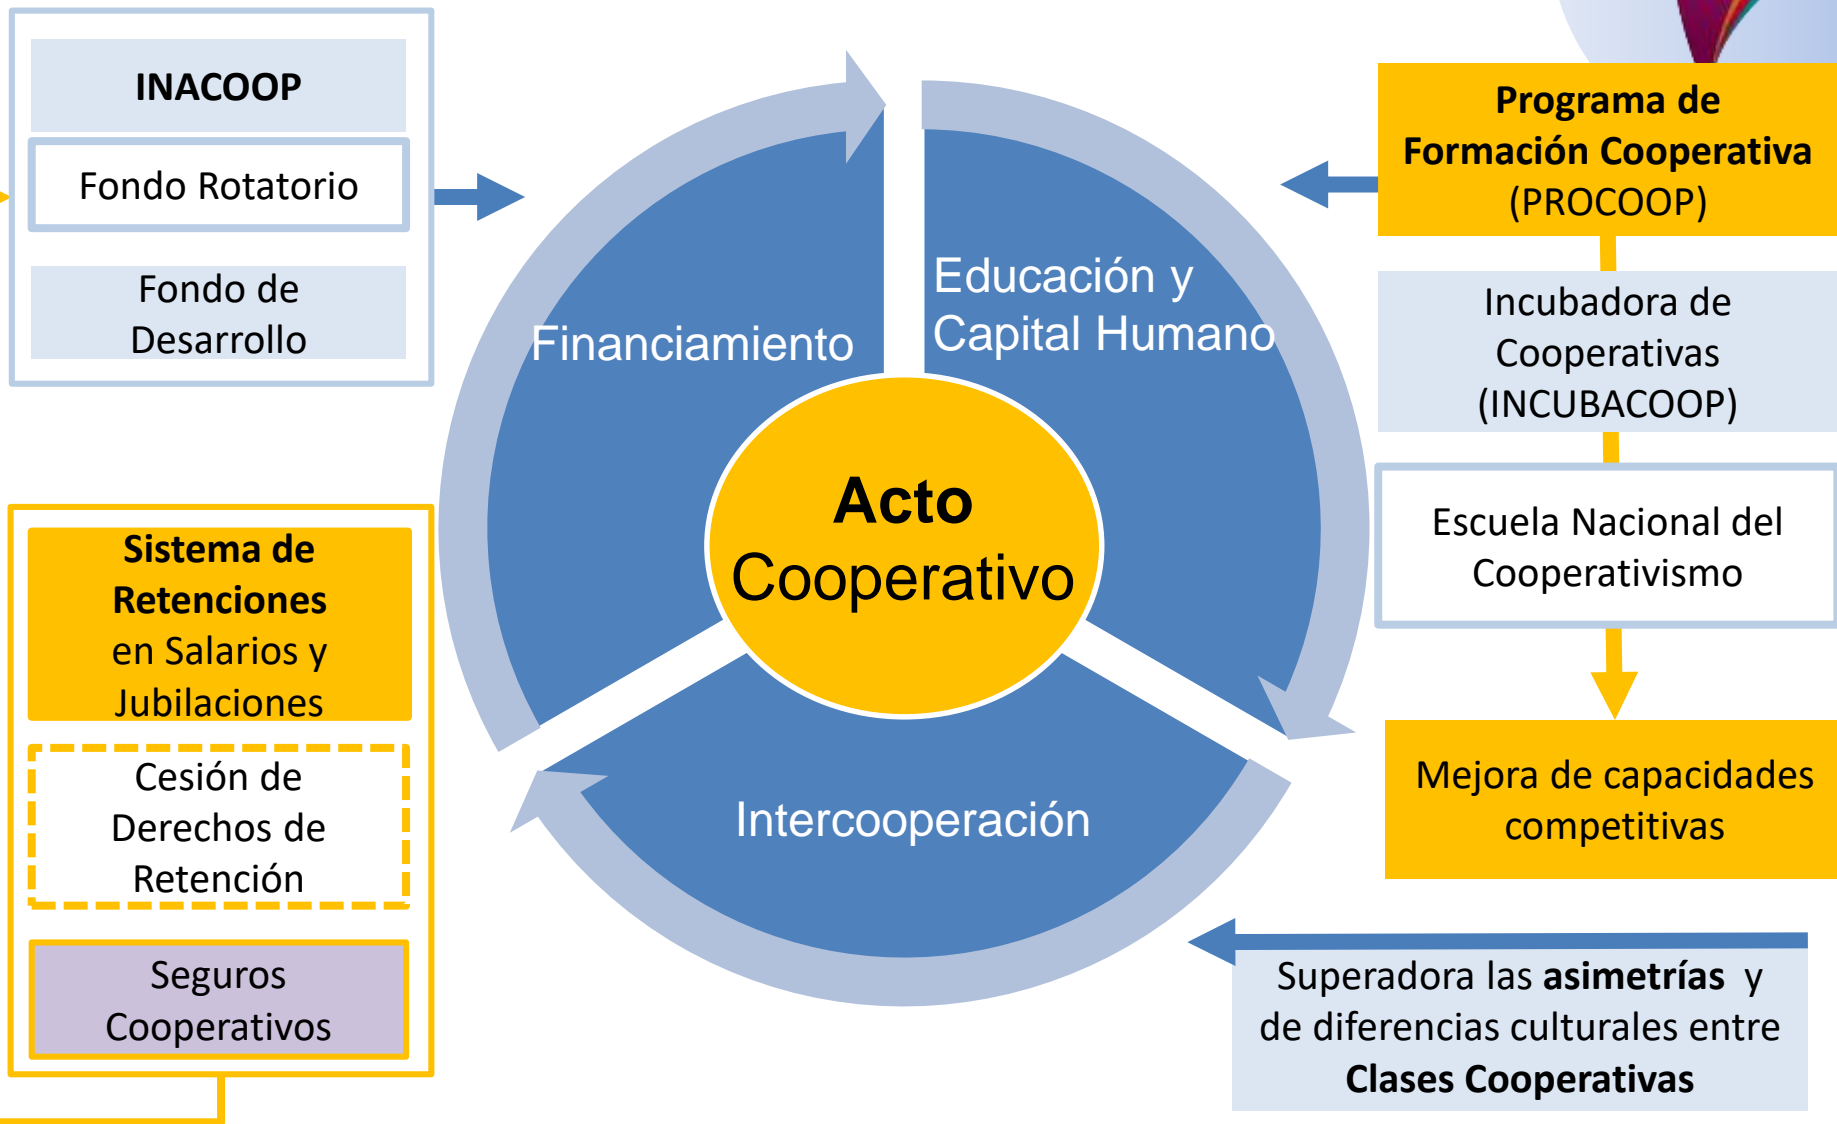 INACOOP
Fondo Rotatorio
Fondo de
Desarrollo
Sistema de
Retenciones
en Salarios y
Jubilaciones
Cesión de
Derechos de
Retención
Seguros
Cooperativos
Financiamiento
Educación y
Capital Humano
Acto
Cooperativo
Intercooperación
Programa de
Formación Cooperativa
(PROCOOP)
Incubadora de
Cooperativas
(INCUBACOOP)
Escuela Nacional del
Cooperativismo
Mejora de capacidades
competitivas
Superadora las asimetrías y
de diferencias culturales entre
Clases Cooperativas